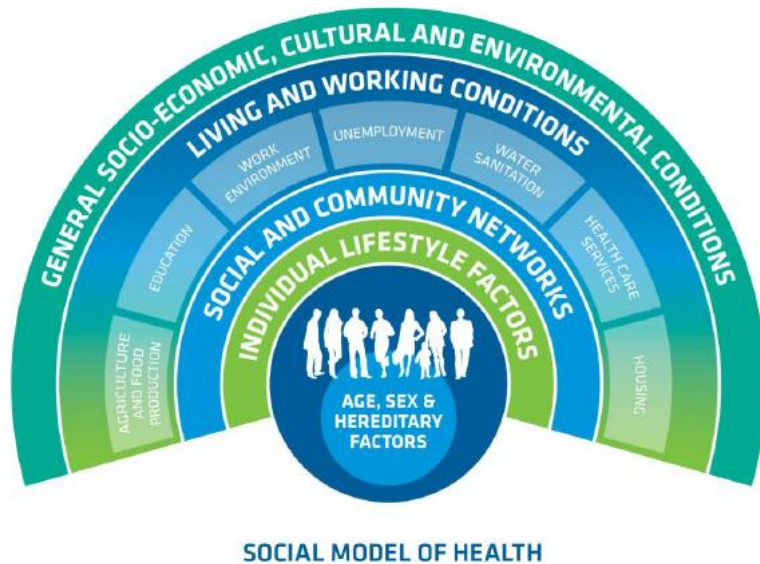 GENERAL SOCIO-ECONOMIC, CULTURAL AND ENVIRONMENTAL CONDITIONS
LIVING AND WORKING CONDITIONS
AGRICULTURE
AND FOOD
PRODUCTION
EDUCATION
WORK
ENVIRONMENT
UNEMPLOYMENT
WATER
SANITATION
HEALTH CARE
SERVICES
HOUSING
SOCIAL AND COMMUNITY NETWORKS
INDIVIDUAL LIFESTYLE FACTORS
AGE, SEX &
HEREDITARY
FACTORS
SOCIAL MODEL OF HEALTH